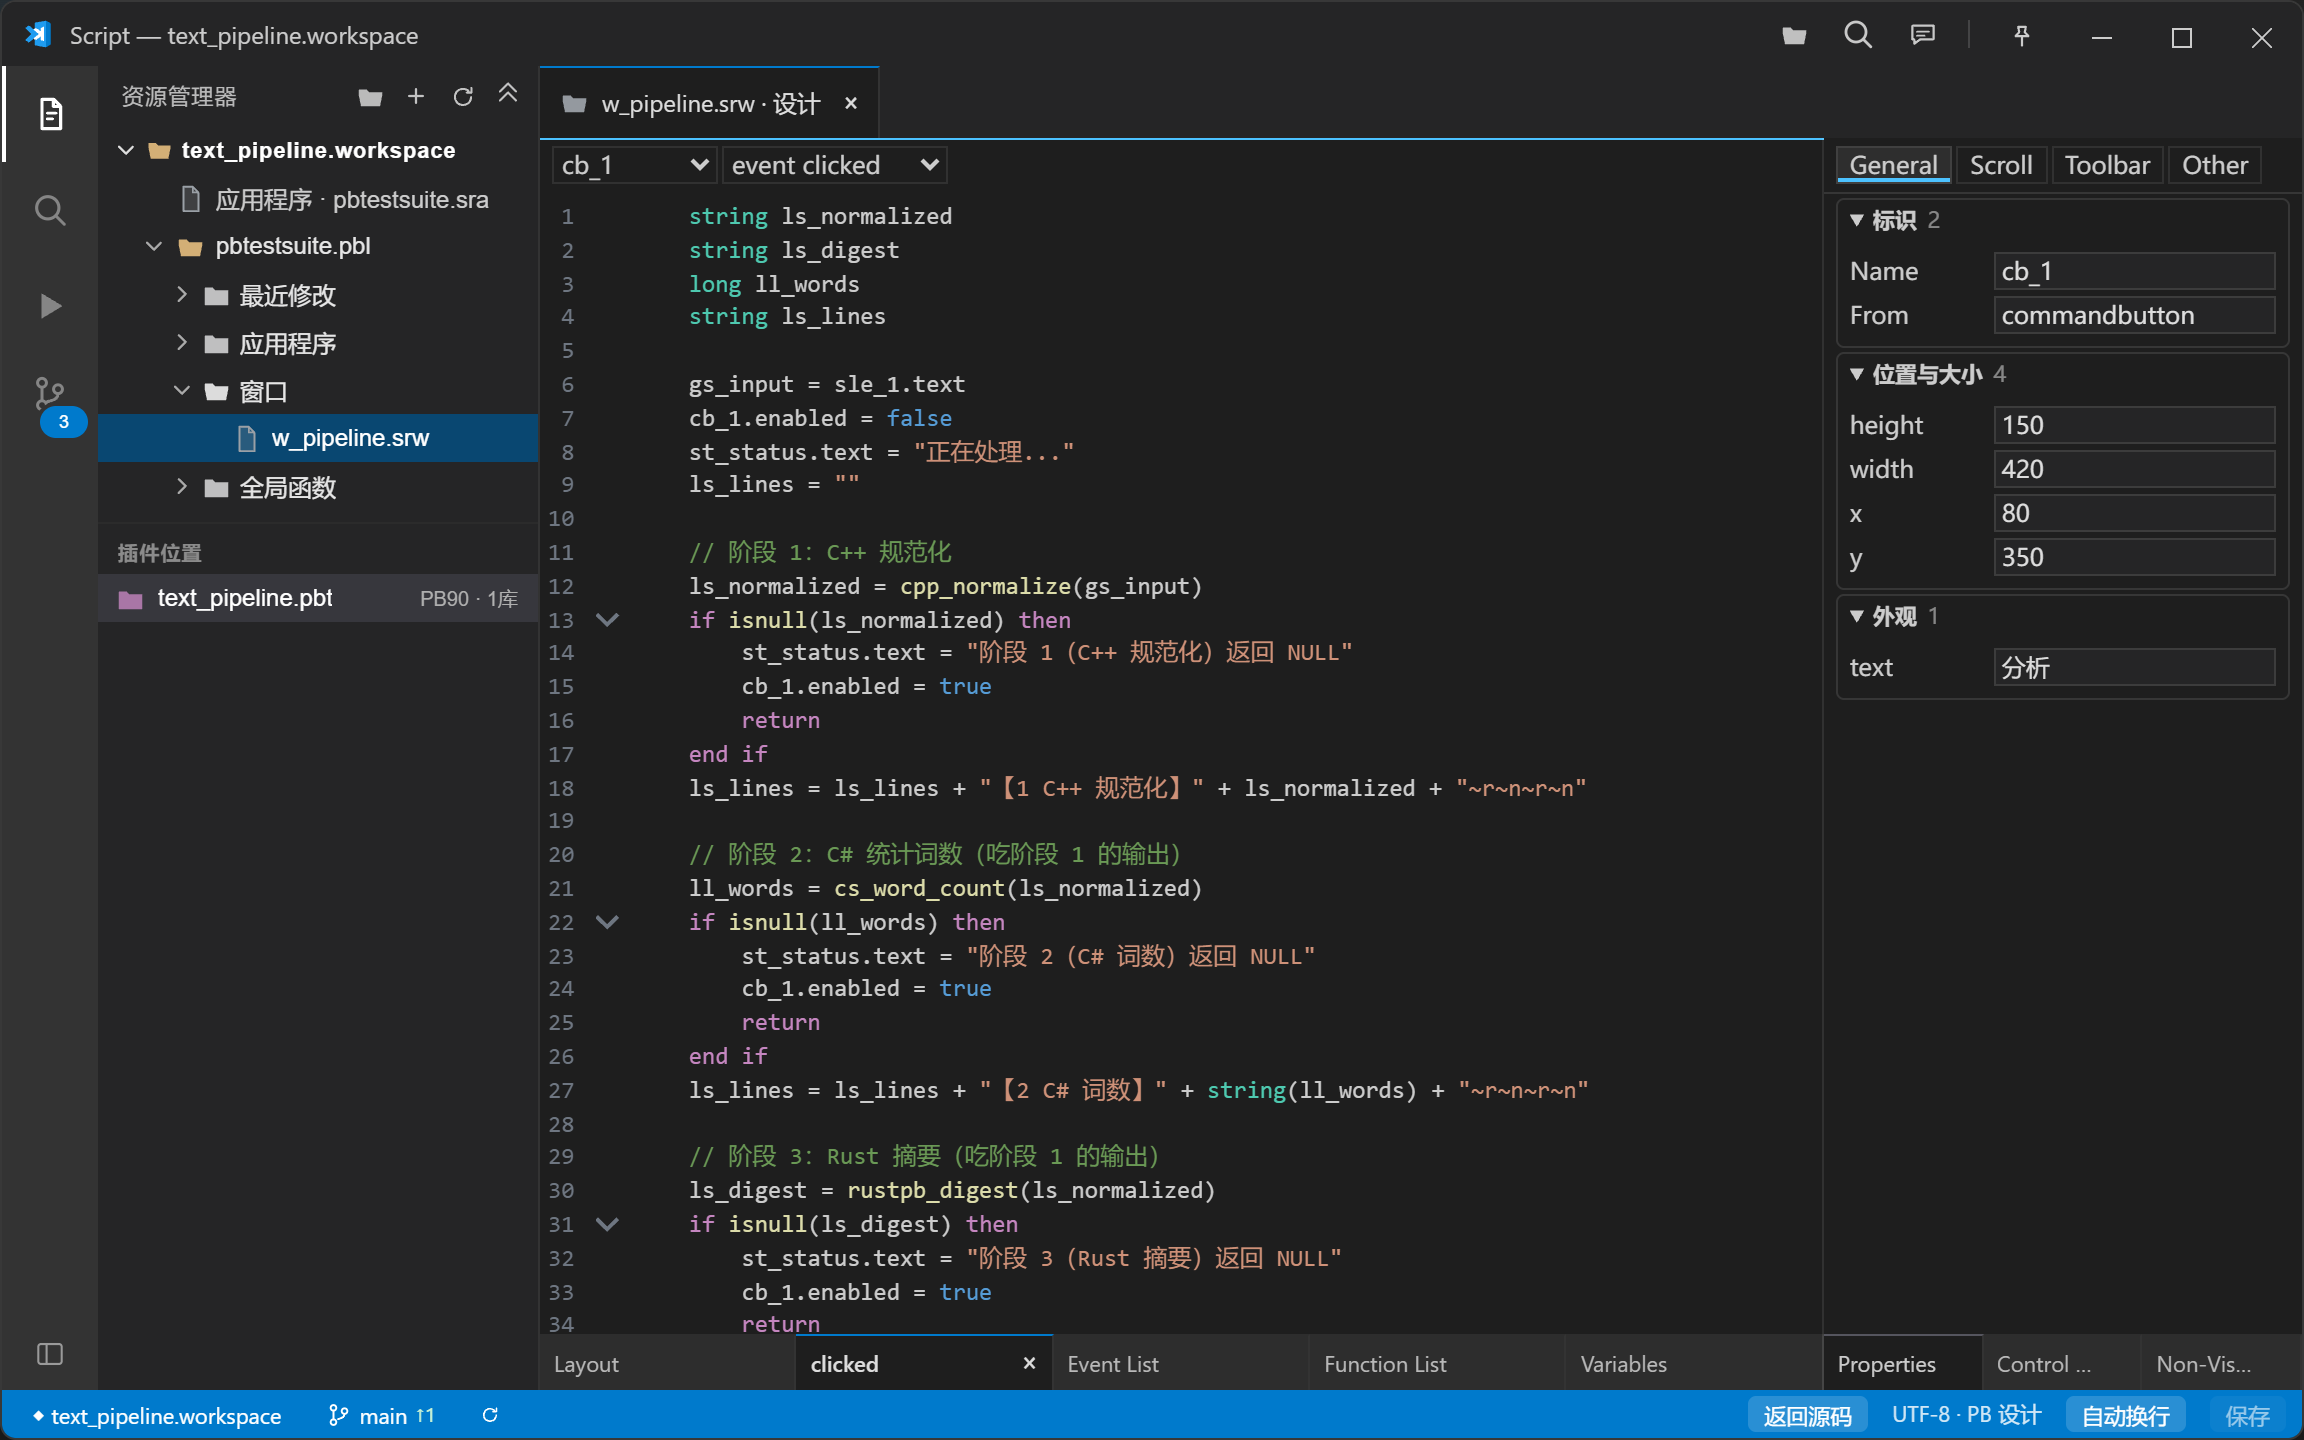 Script — text_pipeline.workspace
资源管理器
text_pipeline.workspace
应用程序 · pbtestsuite.sra
pbtestsuite.pbl
最近修改
应用程序
窗口
w_pipeline.srw
全局函数
插件位置
text_pipeline.pbt PB90 · 1库
3
w_pipeline.srw · 设计 ×
cb_1 event clicked
1 string ls_normalized
2 string ls_digest
3 long ll_words
4 string ls_lines
5
6 gs_input = sle_1.text
7 cb_1.enabled = false
8 st_status.text = "正在处理..."
9 ls_lines = ""
10
11 // 阶段 1: C++ 规范化
12 ls_normalized = cpp_normalize(gs_input)
13 if isnull(ls_normalized) then
14 st_status.text = "阶段 1（C++ 规范化）返回 NULL"
15 cb_1.enabled = true
16 return
17 end if
18 ls_lines = ls_lines + "【1 C++ 规范化】" + ls_normalized + "~r~n~r~n"
19
20 // 阶段 2: C# 统计词数（吃阶段 1 的输出）
21 ll_words = cs_word_count(ls_normalized)
22 if isnull(ll_words) then
23 st_status.text = "阶段 2（C# 词数）返回 NULL"
24 cb_1.enabled = true
25 return
26 end if
27 ls_lines = ls_lines + "【2 C# 词数】" + string(ll_words) + "~r~n~r~n"
28
29 // 阶段 3: Rust 摘要（吃阶段 1 的输出）
30 ls_digest = rustpb_digest(ls_normalized)
31 if isnull(ls_digest) then
32 st_status.text = "阶段 3（Rust 摘要）返回 NULL"
33 cb_1.enabled = true
34 return
Layout clicked × Event List Function List Variables
General Scroll Toolbar Other
标识 2
Name cb_1
From commandbutton
位置与大小 4
height 150
width 420
x 80
y 350
外观 1
text 分析
Properties Control ... Non-Vis...
text_pipeline.workspace main ↑1 返回源码 UTF-8 · PB 设计 自动换行 保存